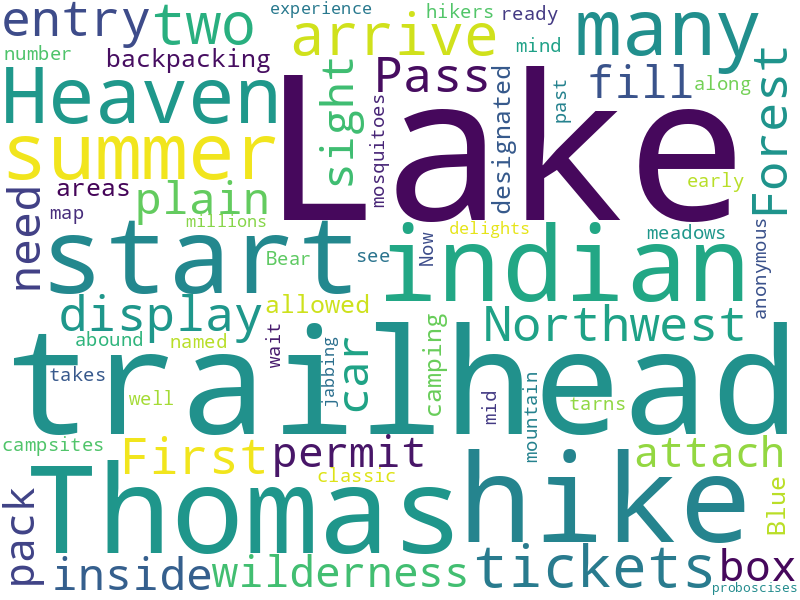 experience
hikers
ready
entry
two
arrive
many
number
backpacking
mind
Heaven
sight
Pass
fill
along
Forest
Lake
mosquitoes
designated
past
summer
areas
plain
early
need
map
millions
start
Bear
see
Now
delights
meadows
anonymous
indian
display
allowed
Northwest
abound
named
wait
car
jabbing
camping
trailhead
takes
well
mid
mountain
tarns
campsites
First
permit
attach
classic
Thomas
hike
pack
Blue
inside
wilderness
tickets
box
proboscises